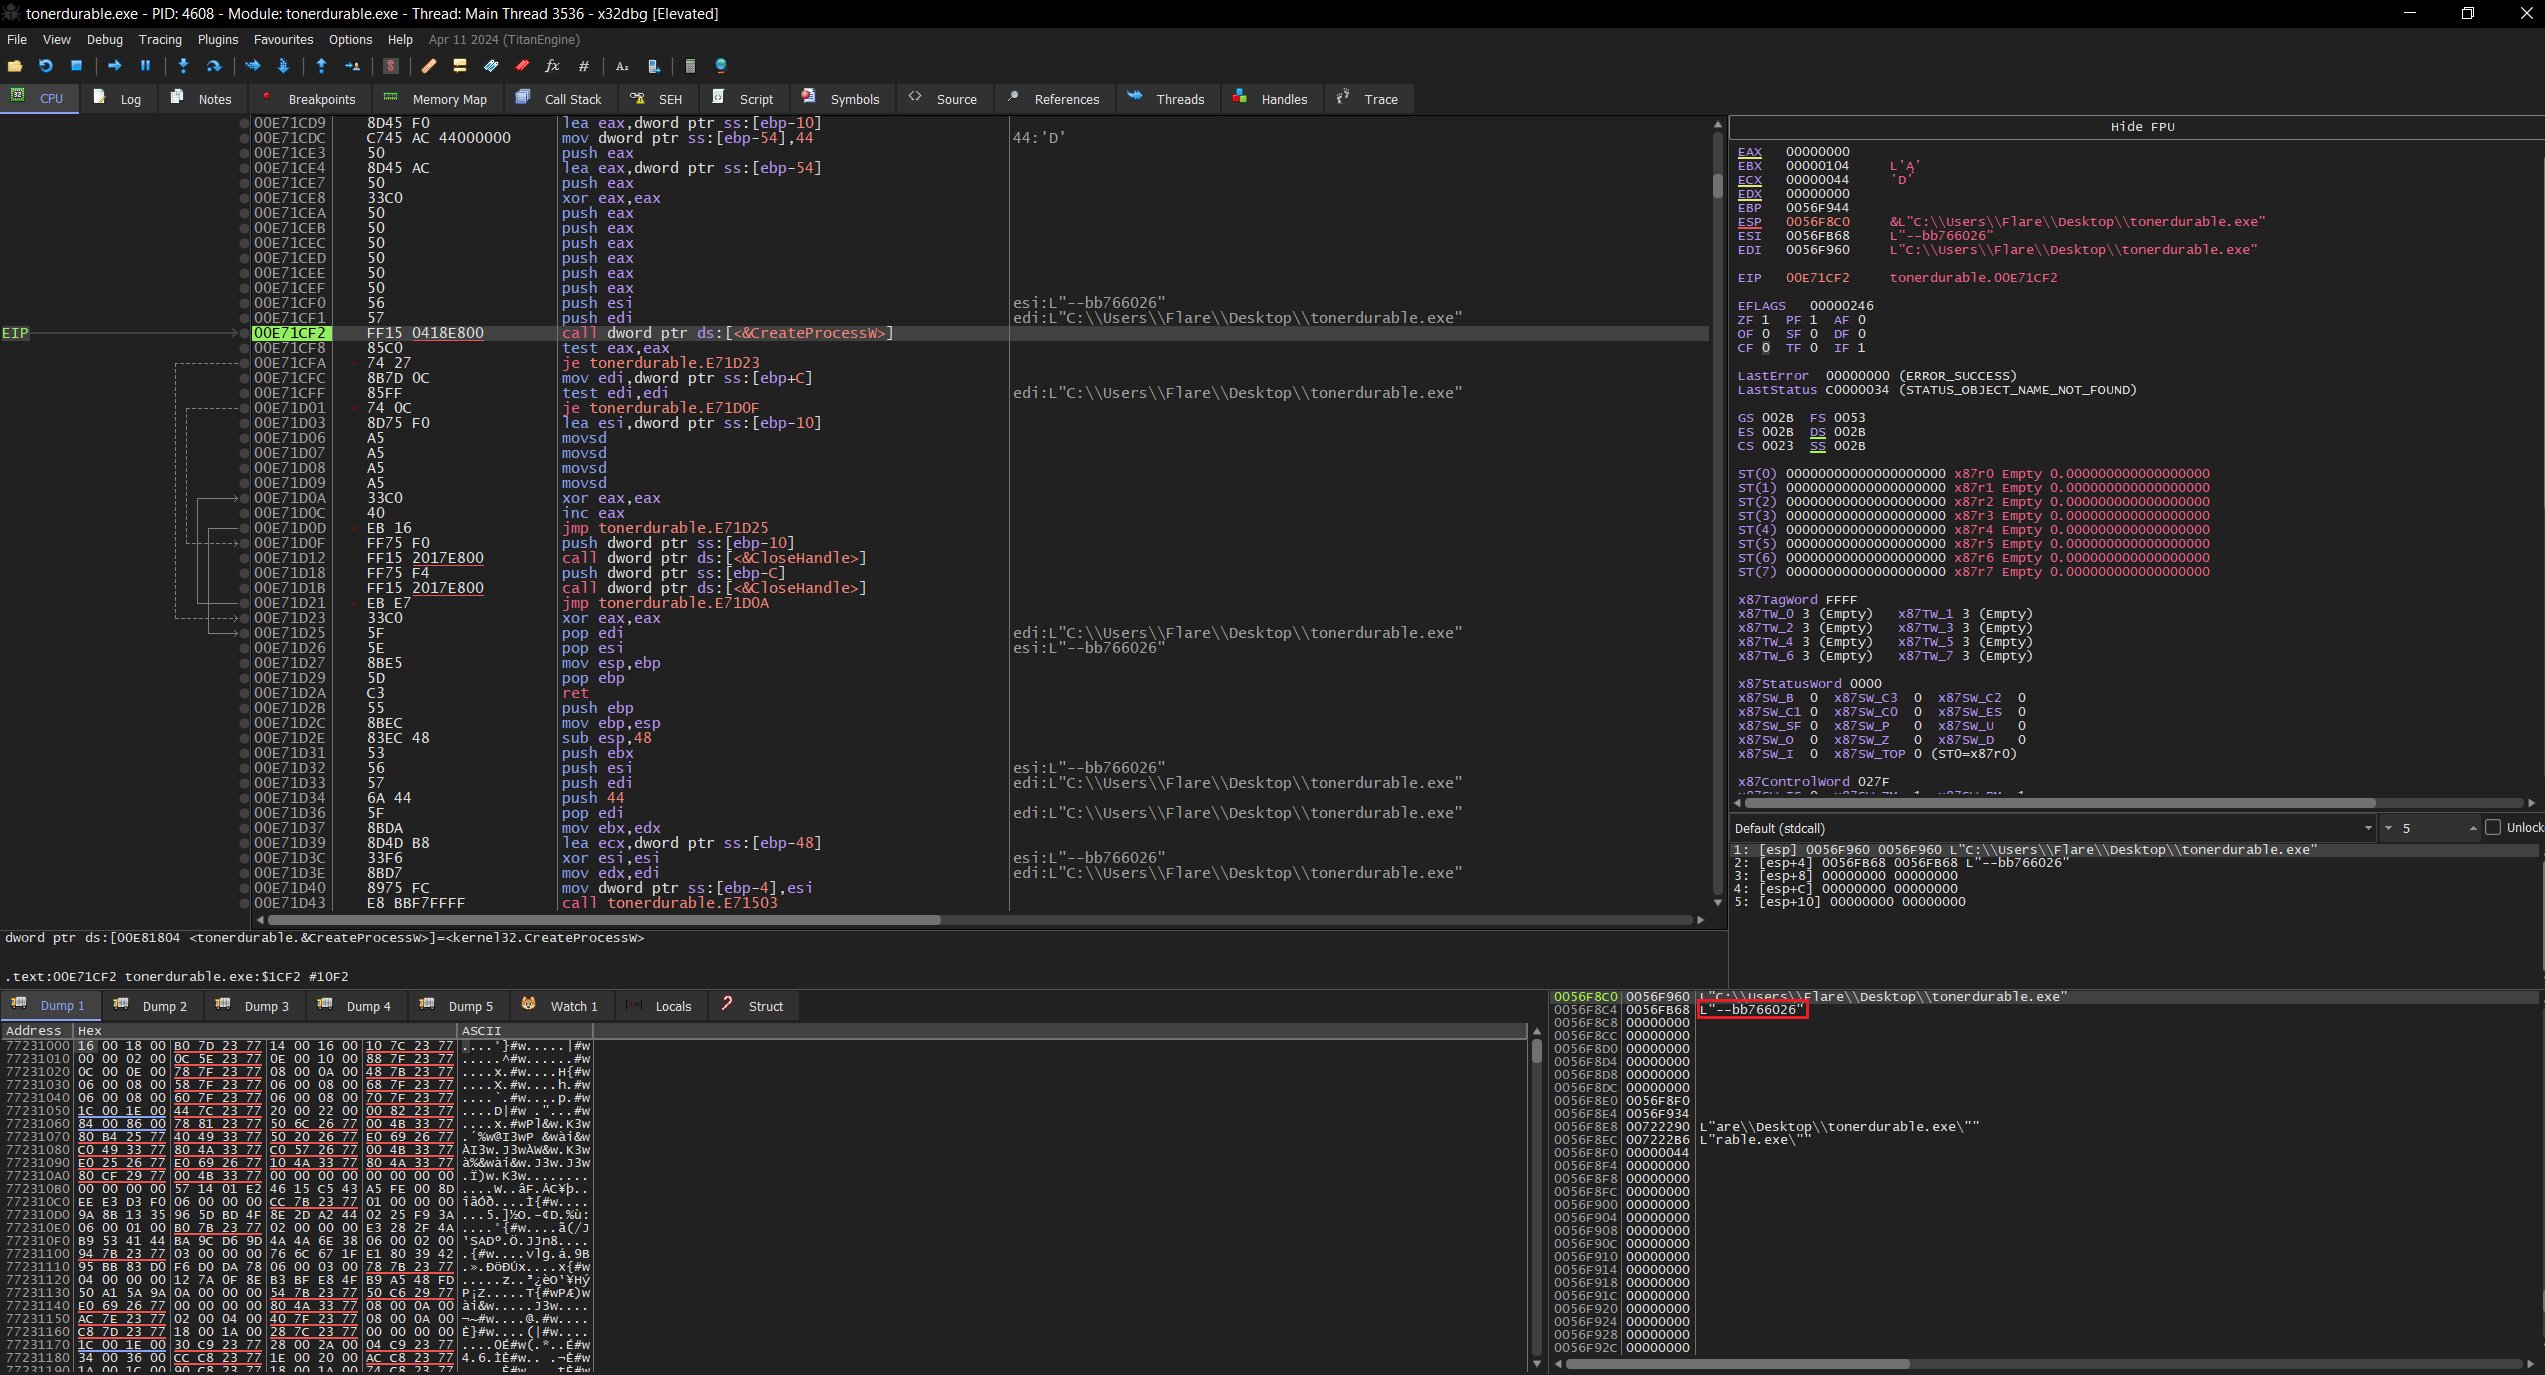 tonerdurable.exe - PID: 4608 - Module: tonerdurable.exe - Thread: Main Thread 3536 - x32dbg [Elevated]
File View Debug Tracing Plugins Favourites Options Help Apr 11 2024 (TitanEngine)
CPU Log Notes Breakpoints Memory Map Call Stack SEH Script Symbols Source References Threads Handles Trace
EIP
00E71CD9 8D45 F0 lea eax,dword ptr ss:[ebp-10]
00E71CDC C745 AC 44000000 mov dword ptr ss:[ebp-54],44 44:'D'
00E71CE3 50 push eax
00E71CE4 8D45 AC lea eax,dword ptr ss:[ebp-54]
00E71CE7 50 push eax
00E71CE8 33C0 xor eax,eax
00E71CEA 50 push eax
00E71CEB 50 push eax
00E71CEC 50 push eax
00E71CED 50 push eax
00E71CEE 50 push eax
00E71CEF 50 push eax
00E71CF0 56 push esi esi:L"--bb766026"
00E71CF1 57 push edi edi:L"C:\\Users\\Flare\\Desktop\\tonerdurable.exe"
00E71CF2 FF15 0418E800 call dword ptr ds:[<&CreateProcessW>]
00E71CF8 85C0 test eax,eax
00E71CFA 74 27 je tonerdurable.E71D23
00E71CFC 8B7D 0C mov edi,dword ptr ss:[ebp+C]
00E71CFF 85FF test edi,edi edi:L"C:\\Users\\Flare\\Desktop\\tonerdurable.exe"
00E71D01 74 0C je tonerdurable.E71D0F
00E71D03 8D75 F0 lea esi,dword ptr ss:[ebp-10]
00E71D06 A5 movsd
00E71D07 A5 movsd
00E71D08 A5 movsd
00E71D09 A5 movsd
00E71D0A 33C0 xor eax,eax
00E71D0C 40 inc eax
00E71D0D EB 16 jmp tonerdurable.E71D25
00E71D0F FF75 F0 push dword ptr ss:[ebp-10]
00E71D12 FF15 2017E800 call dword ptr ds:[<&CloseHandle>]
00E71D18 FF75 F4 push dword ptr ss:[ebp-C]
00E71D1B FF15 2017E800 call dword ptr ds:[<&CloseHandle>]
00E71D21 EB E7 jmp tonerdurable.E71D0A
00E71D23 33C0 xor eax,eax
00E71D25 5F pop edi edi:L"C:\\Users\\Flare\\Desktop\\tonerdurable.exe"
00E71D26 5E pop esi esi:L"--bb766026"
00E71D27 8BE5 mov esp,ebp
00E71D29 5D pop ebp
00E71D2A C3 ret
00E71D2B 55 push ebp
00E71D2C 8BEC mov ebp,esp
00E71D2E 83EC 48 sub esp,48
00E71D31 53 push ebx
00E71D32 56 push esi esi:L"--bb766026"
00E71D33 57 push edi edi:L"C:\\Users\\Flare\\Desktop\\tonerdurable.exe"
00E71D34 6A 44 push 44
00E71D36 5F pop edi edi:L"C:\\Users\\Flare\\Desktop\\tonerdurable.exe"
00E71D37 8BDA mov ebx,edx
00E71D39 8D4D B8 lea ecx,dword ptr ss:[ebp-48]
00E71D3C 33F6 xor esi,esi esi:L"--bb766026"
00E71D3E 8BD7 mov edx,edi edi:L"C:\\Users\\Flare\\Desktop\\tonerdurable.exe"
00E71D40 8975 FC mov dword ptr ss:[ebp-4],esi
00E71D43 E8 BBF7FFFF call tonerdurable.E71503
dword ptr ds:[00E81804 <tonerdurable.&CreateProcessW>]=<kernel32.CreateProcessW>
.text:00E71CF2 tonerdurable.exe:$1CF2 #10F2
Hide FPU
EAX 00000000
EBX 00000104 L'Ą'
ECX 00000044 'D'
EDX 00000000
EBP 0056F944
ESP 0056F8C0 &L"C:\\Users\\Flare\\Desktop\\tonerdurable.exe"
ESI 0056FB68 L"--bb766026"
EDI 0056F960 L"C:\\Users\\Flare\\Desktop\\tonerdurable.exe"
EIP 00E71CF2 tonerdurable.00E71CF2
EFLAGS 00000246
ZF 1 PF 1 AF 0
OF 0 SF 0 DF 0
CF 0 TF 0 IF 1
LastError 00000000 (ERROR_SUCCESS)
LastStatus C0000034 (STATUS_OBJECT_NAME_NOT_FOUND)
GS 002B FS 0053
ES 002B DS 002B
CS 0023 SS 002B
ST(0) 00000000000000000000 x87r0 Empty 0.000000000000000000
ST(1) 00000000000000000000 x87r1 Empty 0.000000000000000000
ST(2) 00000000000000000000 x87r2 Empty 0.000000000000000000
ST(3) 00000000000000000000 x87r3 Empty 0.000000000000000000
ST(4) 00000000000000000000 x87r4 Empty 0.000000000000000000
ST(5) 00000000000000000000 x87r5 Empty 0.000000000000000000
ST(6) 00000000000000000000 x87r6 Empty 0.000000000000000000
ST(7) 00000000000000000000 x87r7 Empty 0.000000000000000000
x87TagWord FFFF
x87TW_0 3 (Empty) x87TW_1 3 (Empty)
x87TW_2 3 (Empty) x87TW_3 3 (Empty)
x87TW_4 3 (Empty) x87TW_5 3 (Empty)
x87TW_6 3 (Empty) x87TW_7 3 (Empty)
x87StatusWord 0000
x87SW_B 0 x87SW_C3 0 x87SW_C2 0
x87SW_C1 0 x87SW_C0 0 x87SW_ES 0
x87SW_SF 0 x87SW_P 0 x87SW_U 0
x87SW_O 0 x87SW_Z 0 x87SW_D 0
x87SW_I 0 x87SW_TOP 0 (ST0=x87r0)
x87ControlWord 027F
Default (stdcall) 5 Unlock
1: [esp] 0056F960 0056F960 L"C:\\Users\\Flare\\Desktop\\tonerdurable.exe"
2: [esp+4] 0056FB68 0056FB68 L"--bb766026"
3: [esp+8] 00000000 00000000
4: [esp+C] 00000000 00000000
5: [esp+10] 00000000 00000000
Dump 1 Dump 2 Dump 3 Dump 4 Dump 5 Watch 1 Locals Struct
Address Hex ASCII
77231000 16 00 18 00 B0 7D 23 77 14 00 16 00 10 7C 23 77 ....°}#w.....|#w
77231010 00 00 02 00 0C 5E 23 77 0E 00 10 00 88 7F 23 77 .....^#w......#w
77231020 0C 00 0E 00 78 7F 23 77 08 00 0A 00 48 7B 23 77 ....x.#w....H{#w
77231030 06 00 08 00 58 7F 23 77 06 00 08 00 68 7F 23 77 ....X.#w....h.#w
77231040 06 00 08 00 60 7F 23 77 06 00 08 00 70 7F 23 77 ....`.#w....p.#w
77231050 1C 00 1E 00 44 7C 23 77 20 00 22 00 00 82 23 77 ....D|#w ."...#w
77231060 84 00 86 00 78 81 23 77 50 6C 26 77 00 4B 33 77 ....x.#wPl&w.K3w
77231070 80 B4 25 77 40 49 33 77 50 20 26 77 E0 69 26 77 .´%w@I3wP &wài&w
77231080 C0 49 33 77 80 4A 33 77 C0 57 26 77 00 4B 33 77 ÀI3w.J3wÀW&w.K3w
77231090 E0 25 26 77 E0 69 26 77 10 4A 33 77 80 4A 33 77 à%&wài&w.J3w.J3w
772310A0 80 CF 29 77 00 4B 33 77 00 00 00 00 00 00 00 00 .Ï)w.K3w........
772310B0 00 00 00 00 57 14 01 E2 46 15 C5 43 A5 FE 00 8D ....W..âF.ÅC¥þ..
772310C0 EE E3 D3 F0 06 00 00 00 CC 7B 23 77 01 00 00 00 îãÓð....Ì{#w....
772310D0 9A 8B 13 35 96 5D BD 4F 8E 2D A2 44 02 25 F9 3A ...5.]½O.-¢D.%ù:
772310E0 06 00 01 00 B0 7B 23 77 02 00 00 00 E3 28 2F 4A ....°{#w....ã(/J
772310F0 B9 53 41 44 BA 9C D6 9D 4A 4A 6E 38 06 00 02 00 ¹SADº.Ö.JJn8....
77231100 94 7B 23 77 03 00 00 00 76 6C 67 1F E1 80 39 42 .{#w....vlg.á.9B
77231110 95 BB 83 D0 F6 D0 DA 78 06 00 03 00 78 7B 23 77 .».ÐöÐÚx....x{#w
77231120 04 00 00 00 12 7A 0F 8E B3 BF E8 4F B9 A5 48 FD .....z..³¿èO¹¥Hý
77231130 50 A1 5A 9A 0A 00 00 00 54 7B 23 77 50 C6 29 77 P¡Z.....T{#wPÆ)w
77231140 E0 69 26 77 00 00 00 00 80 4A 33 77 08 00 0A 00 ài&w.....J3w....
77231150 AC 7E 23 77 02 00 04 00 40 7F 23 77 08 00 0A 00 ¬~#w....@.#w....
77231160 C8 7D 23 77 18 00 1A 00 28 7C 23 77 00 00 00 00 È}#w....(|#w....
77231170 1C 00 1E 00 30 C9 23 77 28 00 2A 00 04 C9 23 77 ....0É#w(.*..É#w
77231180 34 00 36 00 CC C8 23 77 1E 00 20 00 AC C8 23 77 4.6.ÌÈ#w.. .¬È#w
77231190 1A 00 1C 00 90 C8 23 77 18 00 1A 00 74 C8 23 77 .....È#w....tÈ#w
0056F8C0 0056F960 L"C:\\Users\\Flare\\Desktop\\tonerdurable.exe"
0056F8C4 0056FB68 L"--bb766026"
0056F8C8 00000000
0056F8CC 00000000
0056F8D0 00000000
0056F8D4 00000000
0056F8D8 00000000
0056F8DC 00000000
0056F8E0 0056F8F0
0056F8E4 0056F934
0056F8E8 00722290 L"are\\Desktop\\tonerdurable.exe\""
0056F8EC 007222B6 L"rable.exe\""
0056F8F0 00000044
0056F8F4 00000000
0056F8F8 00000000
0056F8FC 00000000
0056F900 00000000
0056F904 00000000
0056F908 00000000
0056F90C 00000000
0056F910 00000000
0056F914 00000000
0056F918 00000000
0056F91C 00000000
0056F920 00000000
0056F924 00000000
0056F928 00000000
0056F92C 00000000